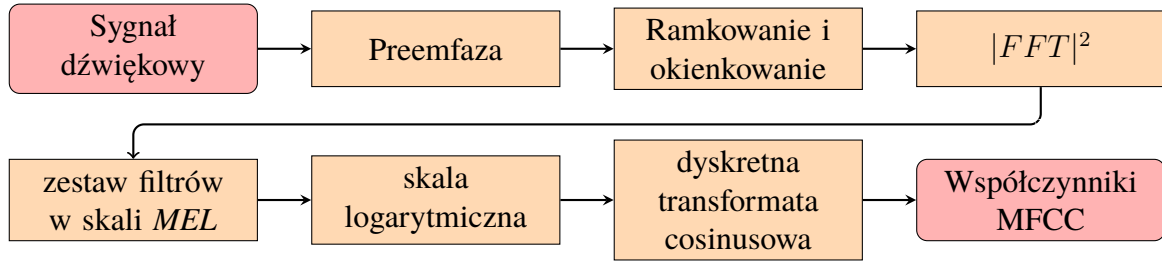 Sygnał
dźwiękowy
Preemfaza
Ramkowanie i
okienkowanie
|FFT|²
zestaw filtrów
w skali MEL
skala
logarytmiczna
dyskretna
transformata
cosinusowa
Współczynniki
MFCC